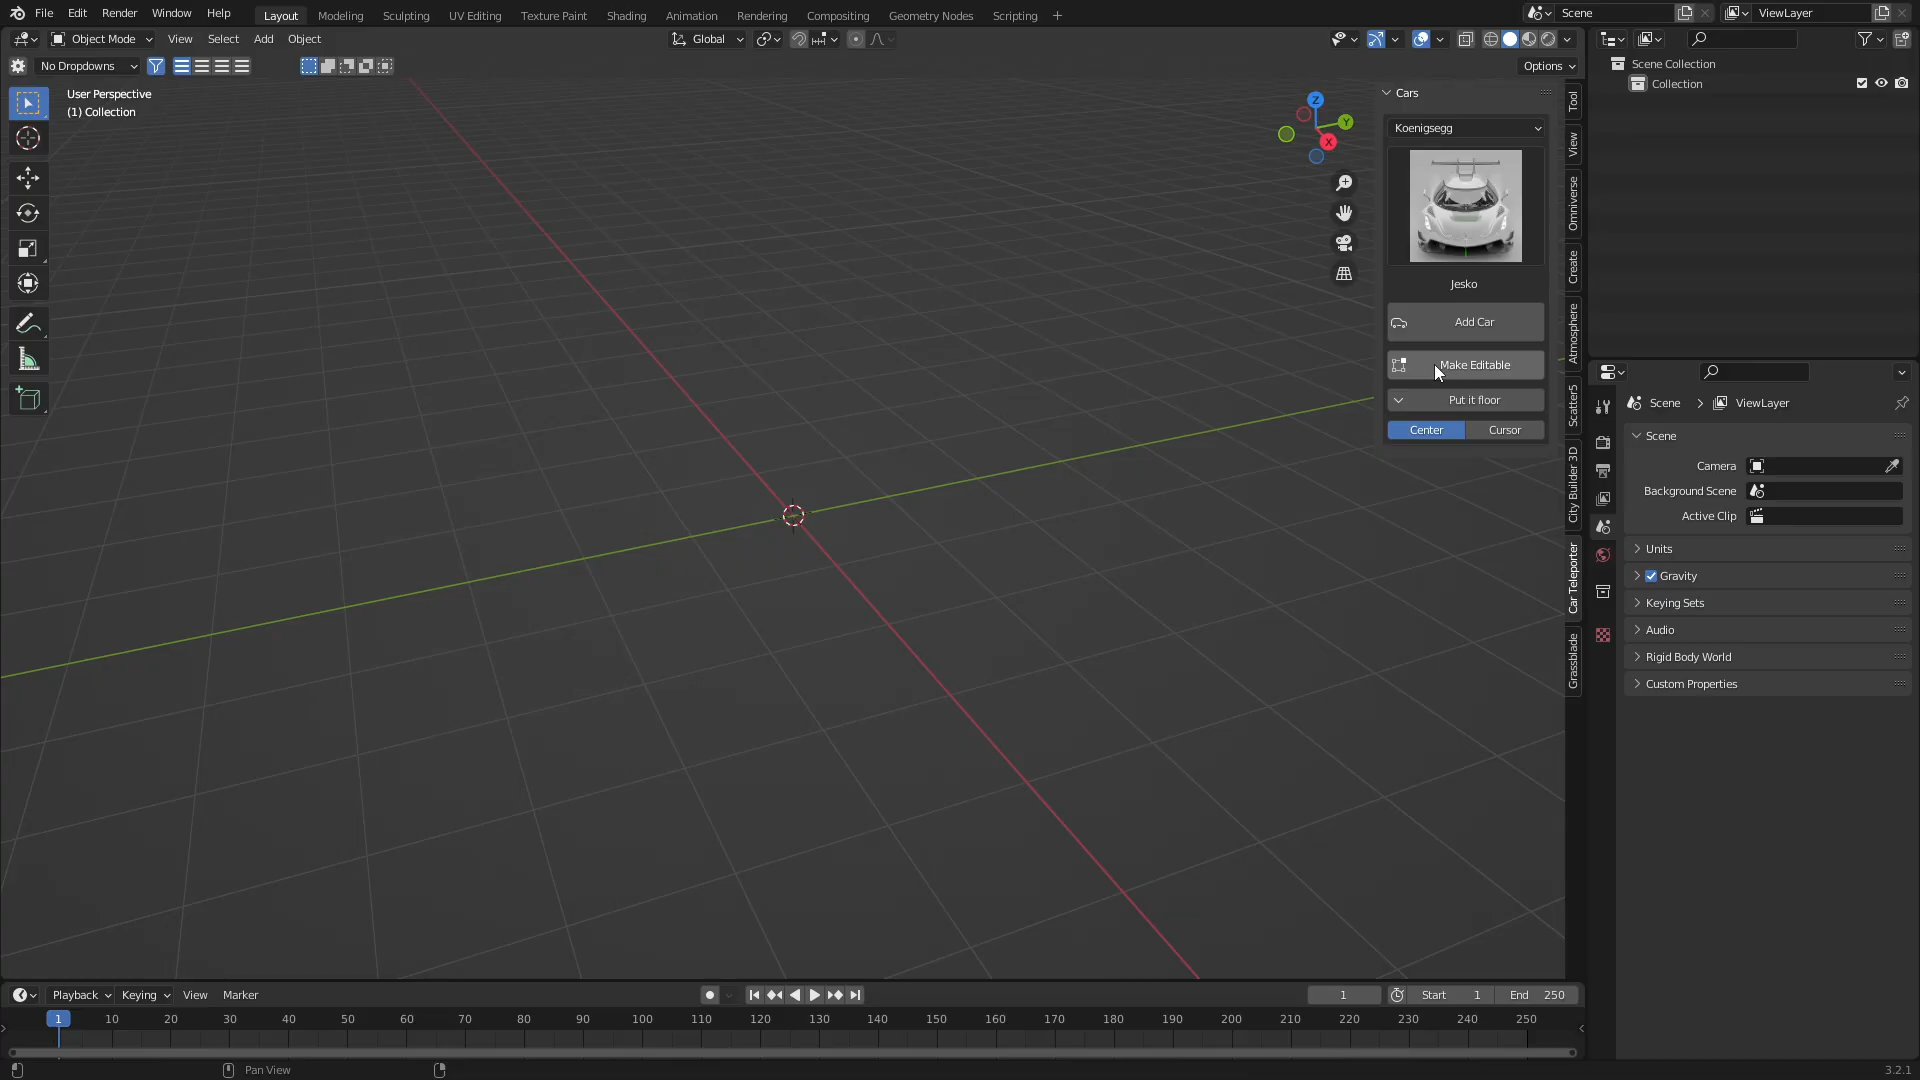 File Edit Render Window Help Layout Modeling Sculpting UV Editing Texture Paint Shading Animation Rendering Compositing Geometry Nodes Scripting + Scene ViewLayer
Object Mode View Select Add Object Global
No Dropdowns Options
User Perspective
(1) Collection
Z
Y
X
Cars
Koenigsegg
Jesko
Add Car
Make Editable
Put it floor
Center Cursor
Tool
View
Omniverse
Create
Atmosphere
Scatter5
City Builder 3D
Car Teleporter
Grassblade
Scene Collection
Collection
Scene > ViewLayer
Scene
Camera
Background Scene
Active Clip
Units
Gravity
Keying Sets
Audio
Rigid Body World
Custom Properties
Playback Keying View Marker 1 Start 1 End 250
1 10 20 30 40 50 60 70 80 90 100 110 120 130 140 150 160 170 180 190 200 210 220 230 240 250
Pan View 3.2.1